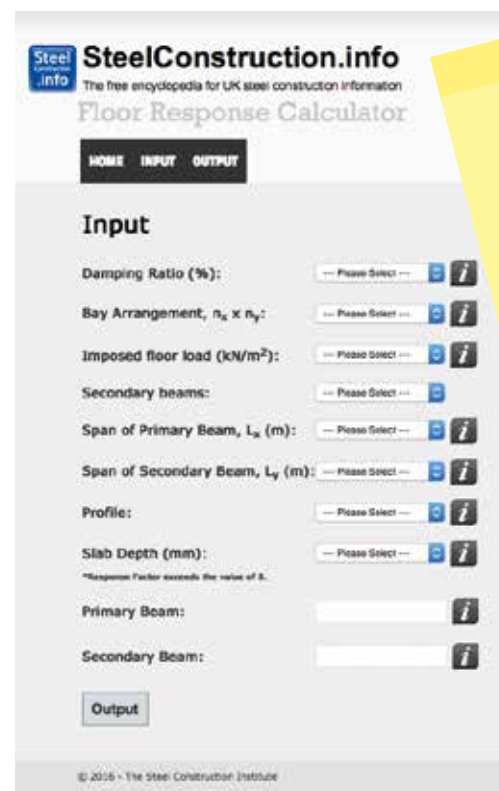 Steel
Construction
.info
SteelConstruction.info
The free encyclopedia for UK steel construction information
Floor Response Calculator
HOME INPUT OUTPUT
Input
Damping Ratio (%): --- Please Select --- i
Bay Arrangement, nx x ny: --- Please Select --- i
Imposed floor load (kN/m²): --- Please Select --- i
Secondary beams: --- Please Select ---
Span of Primary Beam, Lx (m): --- Please Select --- i
Span of Secondary Beam, Ly (m): --- Please Select --- i
Profile: --- Please Select --- i
Slab Depth (mm): --- Please Select --- i
*Response Factor exceeds the value of 8.
Primary Beam: i
Secondary Beam: i
Output
© 2016 - The Steel Construction Institute